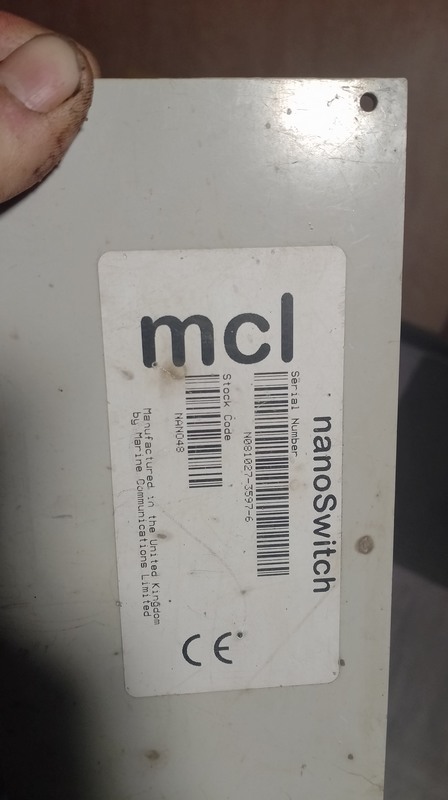 mcl
nanoSwitch
Serial Number
N081027-3597-6
Stock Code
NAN048
Manufactured in the United Kingdom
by Marine Communications Limited
CE